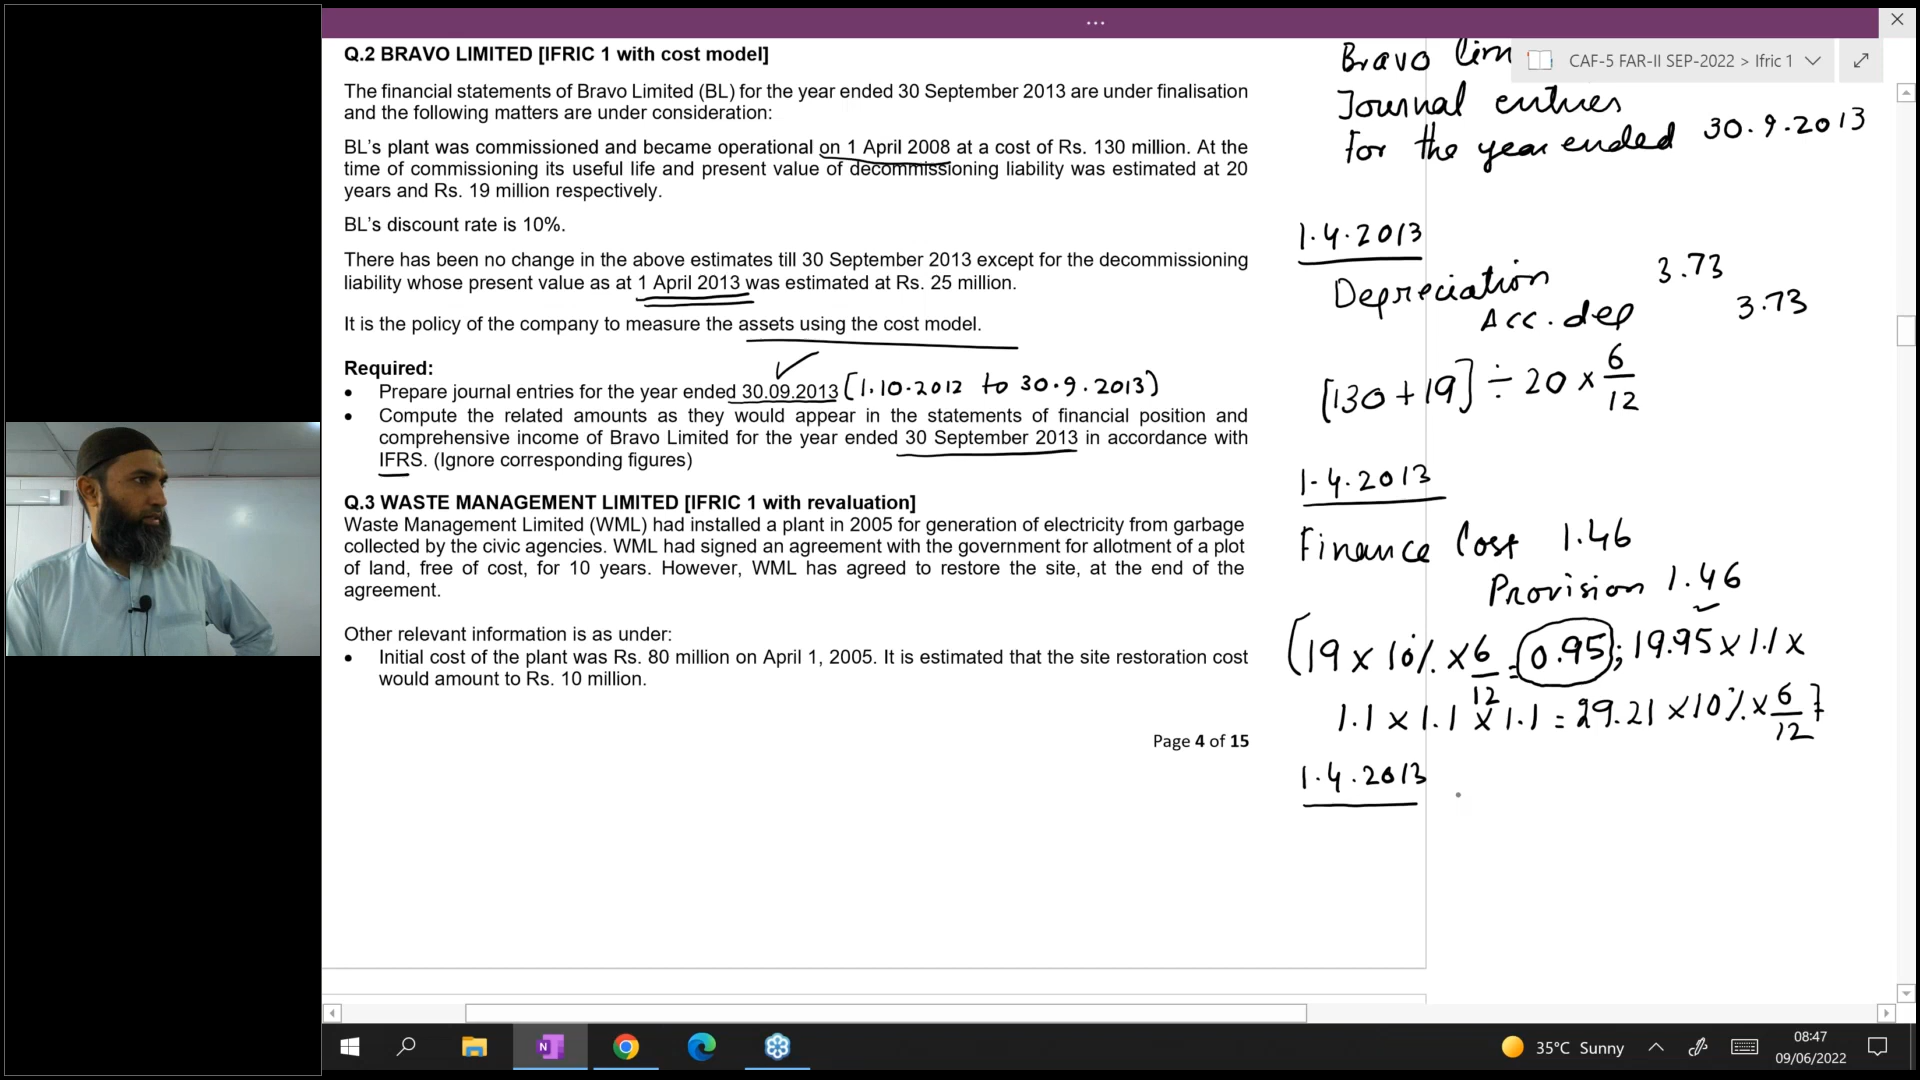 ...
Q.2 BRAVO LIMITED [IFRIC 1 with cost model]
The financial statements of Bravo Limited (BL) for the year ended 30 September 2013 are under finalisation
and the following matters are under consideration:
BL's plant was commissioned and became operational on 1 April 2008 at a cost of Rs. 130 million. At the
time of commissioning its useful life and present value of decommissioning liability was estimated at 20
years and Rs. 19 million respectively.
BL's discount rate is 10%.
There has been no change in the above estimates till 30 September 2013 except for the decommissioning
liability whose present value as at 1 April 2013 was estimated at Rs. 25 million.
It is the policy of the company to measure the assets using the cost model.
Required:
• Prepare journal entries for the year ended 30.09.2013 (1.10.2012 to 30.9.2013)
• Compute the related amounts as they would appear in the statements of financial position and
comprehensive income of Bravo Limited for the year ended 30 September 2013 in accordance with
IFRS. (Ignore corresponding figures)
Q.3 WASTE MANAGEMENT LIMITED [IFRIC 1 with revaluation]
Waste Management Limited (WML) had installed a plant in 2005 for generation of electricity from garbage
collected by the civic agencies. WML had signed an agreement with the government for allotment of a plot
of land, free of cost, for 10 years. However, WML has agreed to restore the site, at the end of the
agreement.
Other relevant information is as under:
• Initial cost of the plant was Rs. 80 million on April 1, 2005. It is estimated that the site restoration cost
would amount to Rs. 10 million.
Page 4 of 15
CAF-5 FAR-II SEP-2022 > Ifric 1
Bravo lim
Journal entries
For the year ended 30.9.2013
1.4.2013
Depreciation 3.73
Acc. dep 3.73
[130+19] ÷ 20 × 6/12
1.4.2013
Finance Cost 1.46
Provision 1.46
(19 × 10% × 6/12 = 0.95; 19.95 × 1.1 ×
1.1 × 1.1 × 1.1 = 29.21 × 10% × 6/12}
1.4.2013
35°C Sunny
08:47
09/06/2022